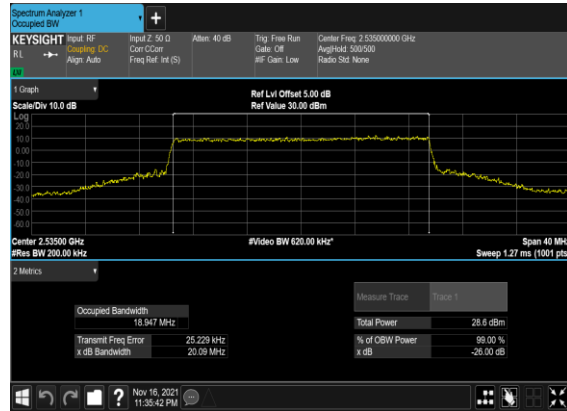 Spectrum Analyzer 1
Occupied BW
+
KEYSIGHT Input: RF Input Z: 50 Ω Atten: 40 dB Trig: Free Run Center Freq: 2.535000000 GHz
RL Coupling: DC Corr CCorr Gate: Off Avg|Hold: 500/500
Align: Auto Freq Ref: Int (S) #IF Gain: Low Radio Std: None
LW
1 Graph Ref Lvl Offset 5.00 dB
Scale/Div 10.0 dB Ref Value 30.00 dBm
Log
20.0
10.0
0.00
-10.0
-20.0
-30.0
-40.0
-50.0
-60.0
Center 2.53500 GHz #Video BW 620.00 kHz* Span 40 MHz
#Res BW 200.00 kHz Sweep 1.27 ms (1001 pts
2 Metrics
Measure Trace Trace 1
Occupied Bandwidth
18.947 MHz Total Power 28.6 dBm
Transmit Freq Error 25.229 kHz % of OBW Power 99.00 %
x dB Bandwidth 20.09 MHz x dB -26.00 dB
? Nov 16, 2021
11:35:42 PM